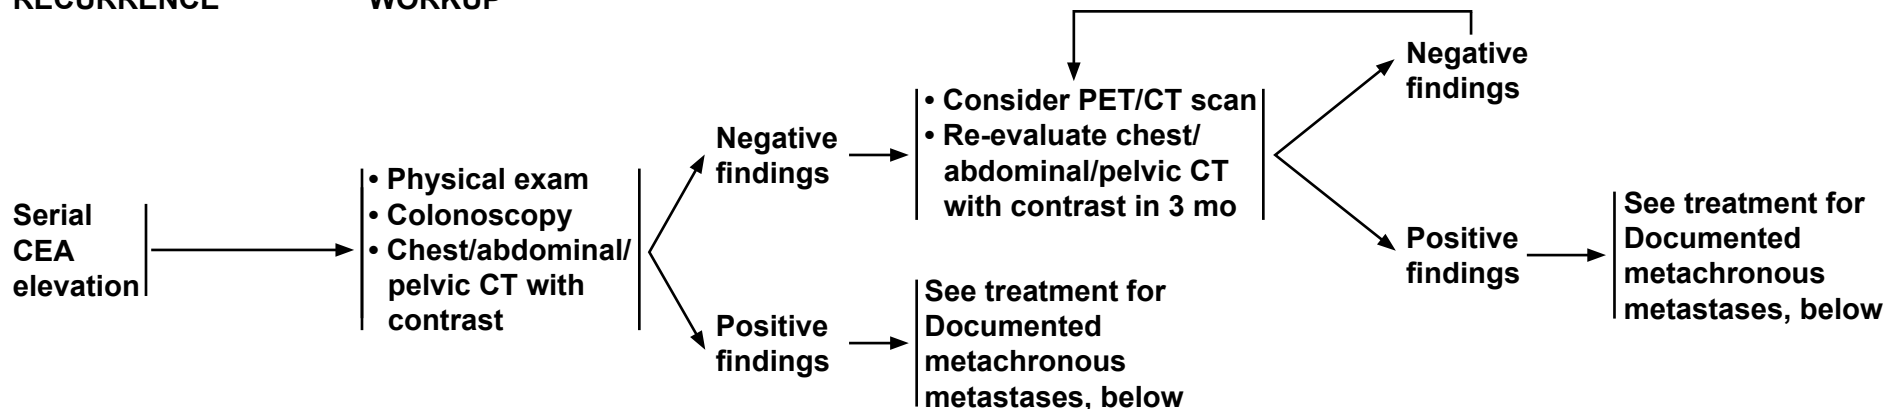 RECURRENCE
WORKUP
Serial
CEA
elevation
• Physical exam
• Colonoscopy
• Chest/abdominal/
pelvic CT with
contrast
Negative
findings
Positive
findings
• Consider PET/CT scan
• Re-evaluate chest/
abdominal/pelvic CT
with contrast in 3 mo
See treatment for
Documented
metachronous
metastases, below
Negative
findings
Positive
findings
See treatment for
Documented
metachronous
metastases, below